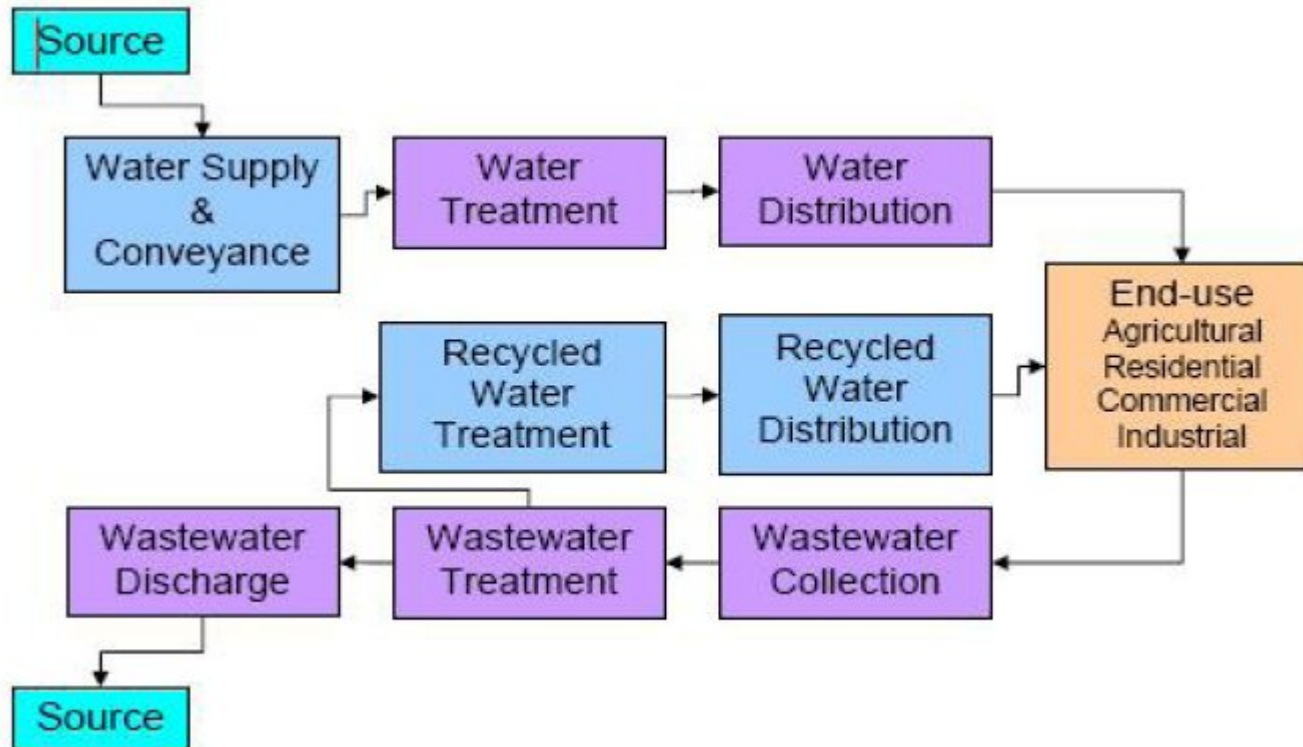 Source
Water Supply
&
Conveyance
Water
Treatment
Water
Distribution
End-use
Agricultural
Residential
Commercial
Industrial
Recycled
Water
Treatment
Recycled
Water
Distribution
Wastewater
Discharge
Wastewater
Treatment
Wastewater
Collection
Source